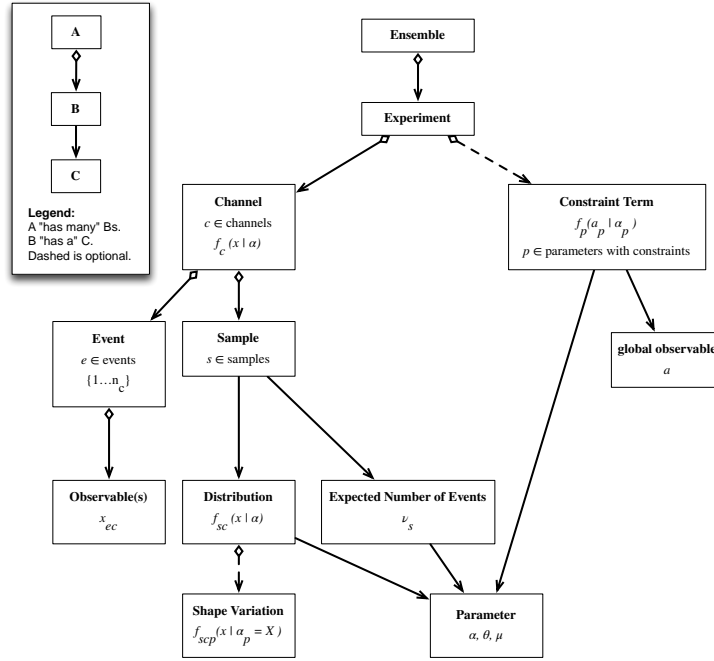 A
B
C
Legend:
A "has many" Bs.
B "has a" C.
Dashed is optional.
Ensemble
Experiment
Channel
c ∈ channels
f_c (x | α)
Constraint Term
f_p (a_p | α_p )
p ∈ parameters with constraints
Event
e ∈ events
{1…n_c}
Sample
s ∈ samples
global observable
a
Observable(s)
x_ec
Distribution
f_sc (x | α)
Expected Number of Events
ν_s
Shape Variation
f_scp (x | α_p = X )
Parameter
α, θ, μ